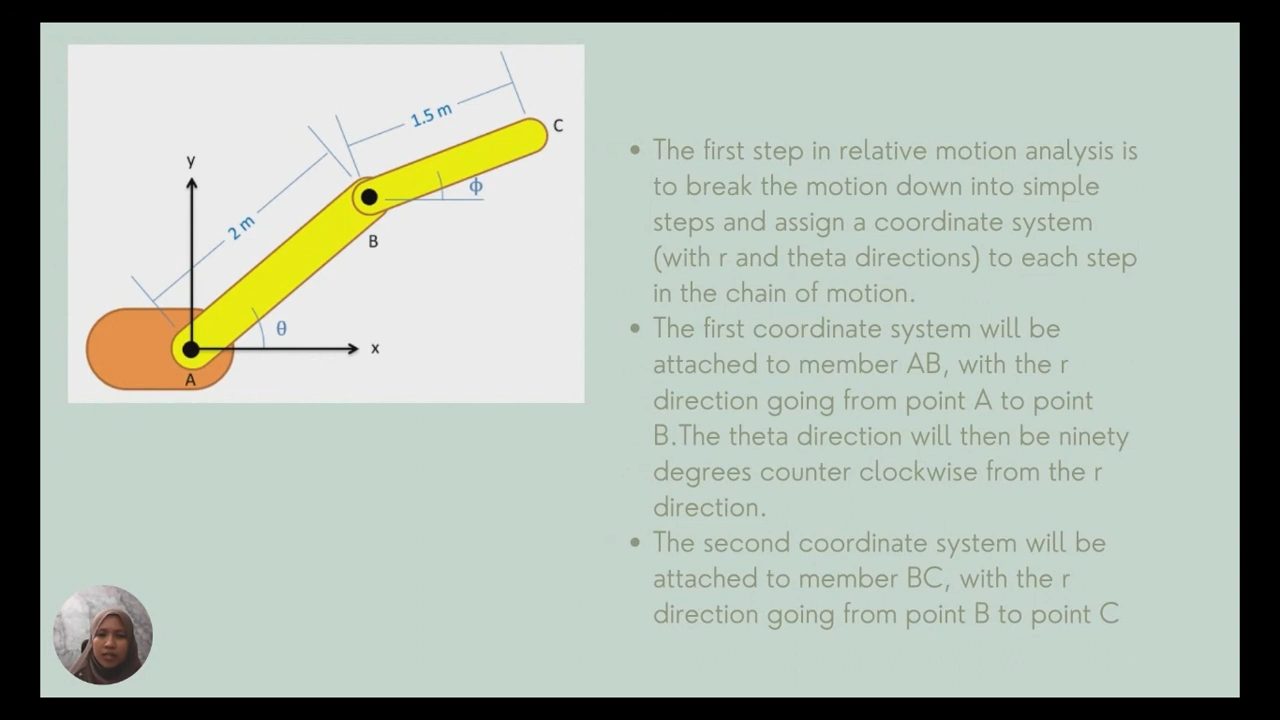 y
1.5 m
C
ϕ
2 m
B
θ
x
A
• The first step in relative motion analysis is
to break the motion down into simple
steps and assign a coordinate system
(with r and theta directions) to each step
in the chain of motion.
• The first coordinate system will be
attached to member AB, with the r
direction going from point A to point
B.The theta direction will then be ninety
degrees counter clockwise from the r
direction.
• The second coordinate system will be
attached to member BC, with the r
direction going from point B to point C